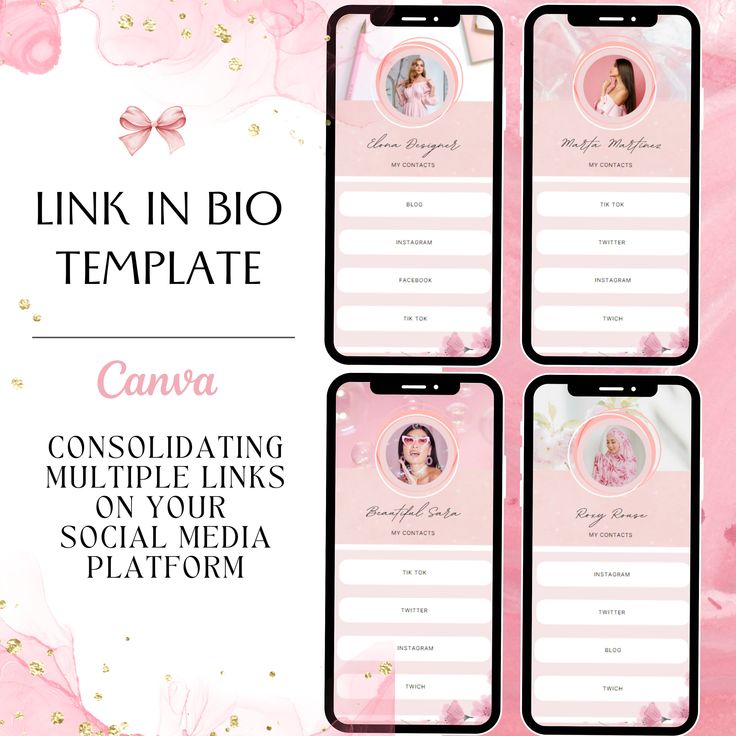 LINK IN BIO
TEMPLATE
Canva
CONSOLIDATING
MULTIPLE LINKS
ON YOUR
SOCIAL MEDIA
PLATFORM
Elona Designer
MY CONTACTS
BLOG
INSTAGRAM
FACEBOOK
TIK TOK
Marta Martinez
MY CONTACTS
TIK TOK
TWITTER
INSTAGRAM
TWICH
Beautiful Sara
MY CONTACTS
TIK TOK
TWITTER
INSTAGRAM
TWICH
Roxy Rouse
MY CONTACTS
INSTAGRAM
TWITTER
BLOG
TWICH